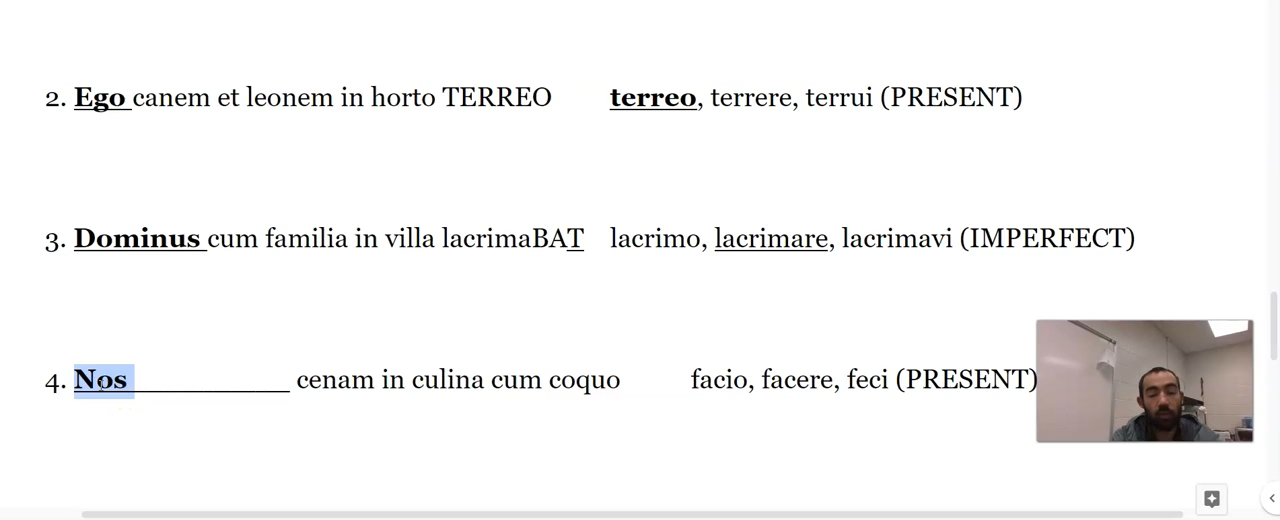 2. Ego canem et leonem in horto TERREO terreo, terrere, terrui (PRESENT)
3. Dominus cum familia in villa lacrimaBAT lacrimo, lacrimare, lacrimavi (IMPERFECT)
4. Nos ____________ cenam in culina cum coquo facio, facere, feci (PRESENT)